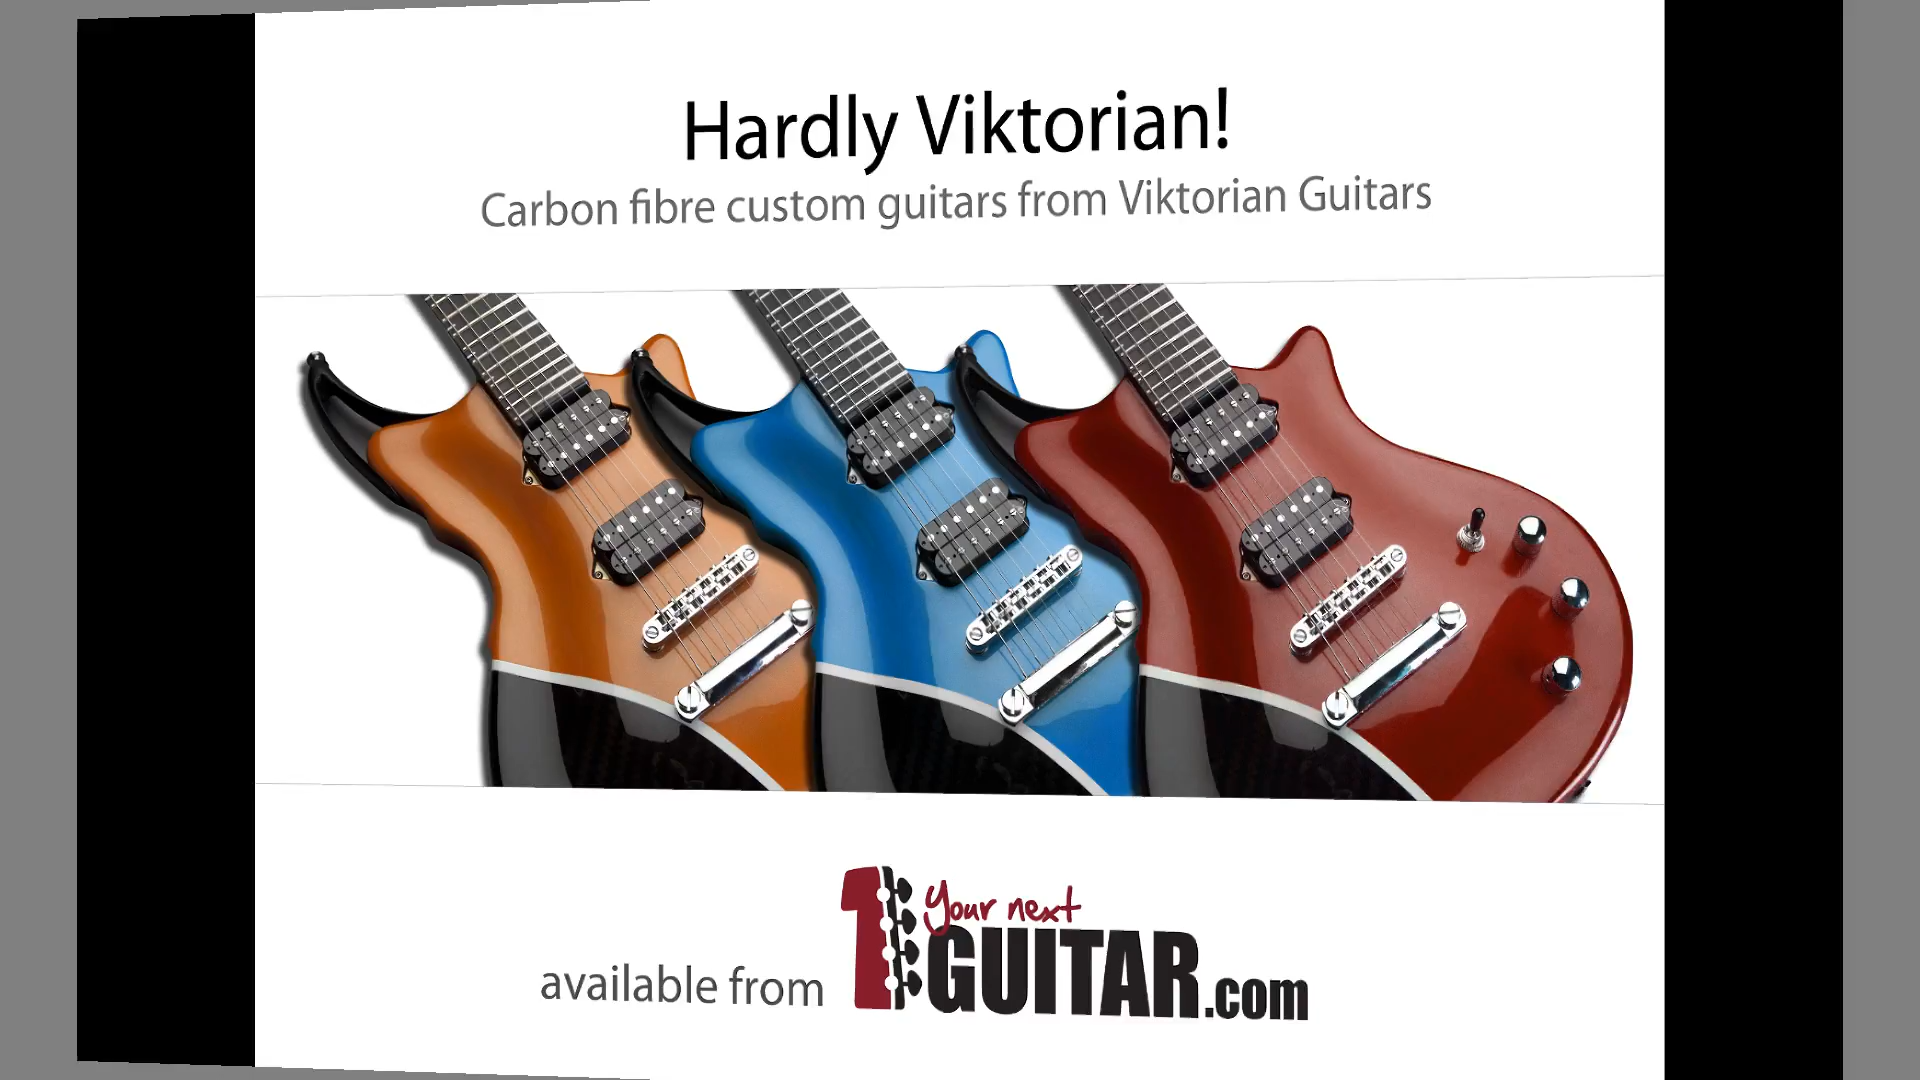 Hardly Viktorian!
Carbon fibre custom guitars from Viktorian Guitars
available from
your next
GUITAR.com